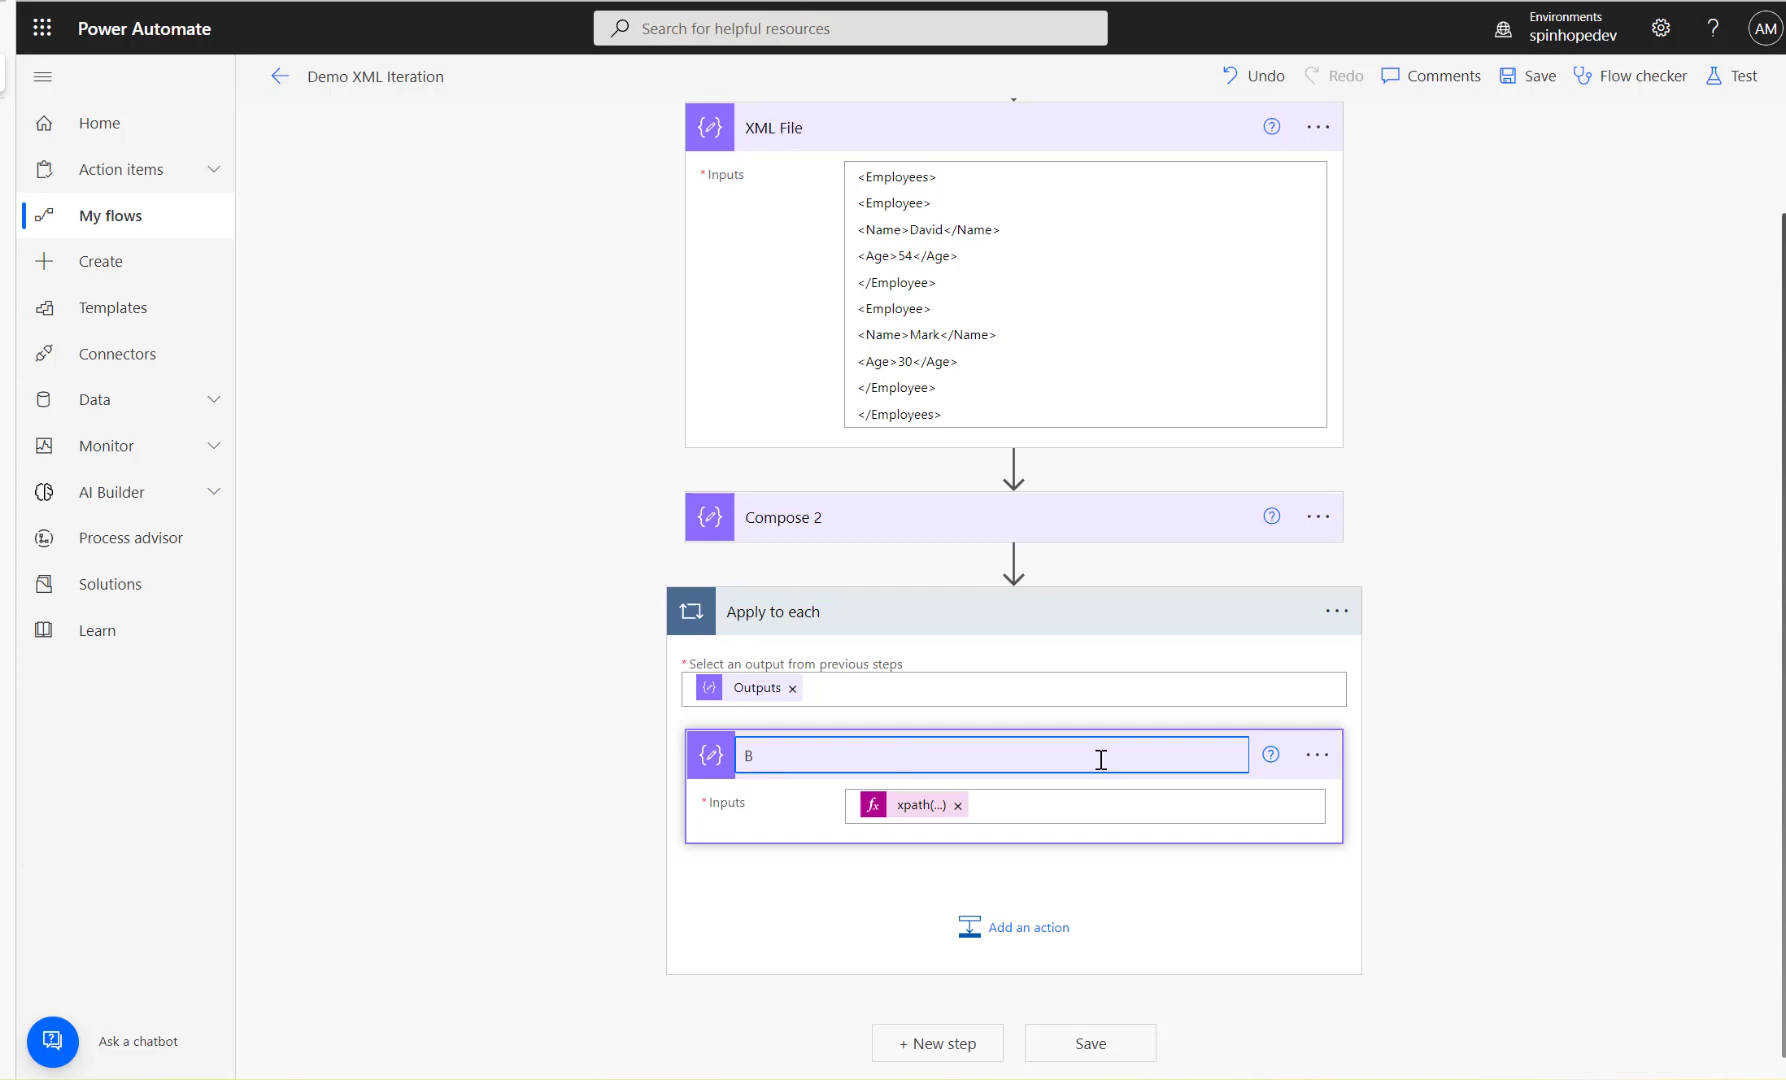 Power Automate
Search for helpful resources
Environments
spinhopedev
?
AM
Demo XML Iteration
Undo
Redo
Comments
Save
Flow checker
Test
Home
Action items
My flows
Create
Templates
Connectors
Data
Monitor
AI Builder
Process advisor
Solutions
Learn
Ask a chatbot
XML File
?
...
* Inputs
<Employees>
<Employee>
<Name>David</Name>
<Age>54</Age>
</Employee>
<Employee>
<Name>Mark</Name>
<Age>30</Age>
</Employee>
</Employees>
Compose 2
?
...
Apply to each
...
* Select an output from previous steps
Outputs ×
B
?
...
* Inputs
fx xpath(...) ×
Add an action
+ New step
Save